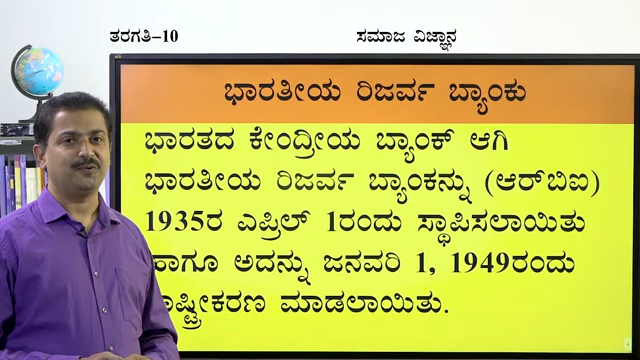 ತರಗತಿ-10
ಸಮಾಜ ವಿಜ್ಞಾನ
ಭಾರತೀಯ ರಿಜರ್ವ ಬ್ಯಾಂಕು
ಭಾರತದ ಕೇಂದ್ರೀಯ ಬ್ಯಾಂಕ್ ಆಗಿ
ಭಾರತೀಯ ರಿಜರ್ವ ಬ್ಯಾಂಕನ್ನು (ಆರ್‌ಬಿಐ)
1935ರ ಎಪ್ರಿಲ್ 1ರಂದು ಸ್ಥಾಪಿಸಲಾಯಿತು
ಅದನ್ನು ಜನವರಿ 1, 1949ರಂದು
ಮಾಡಲಾಯಿತು.